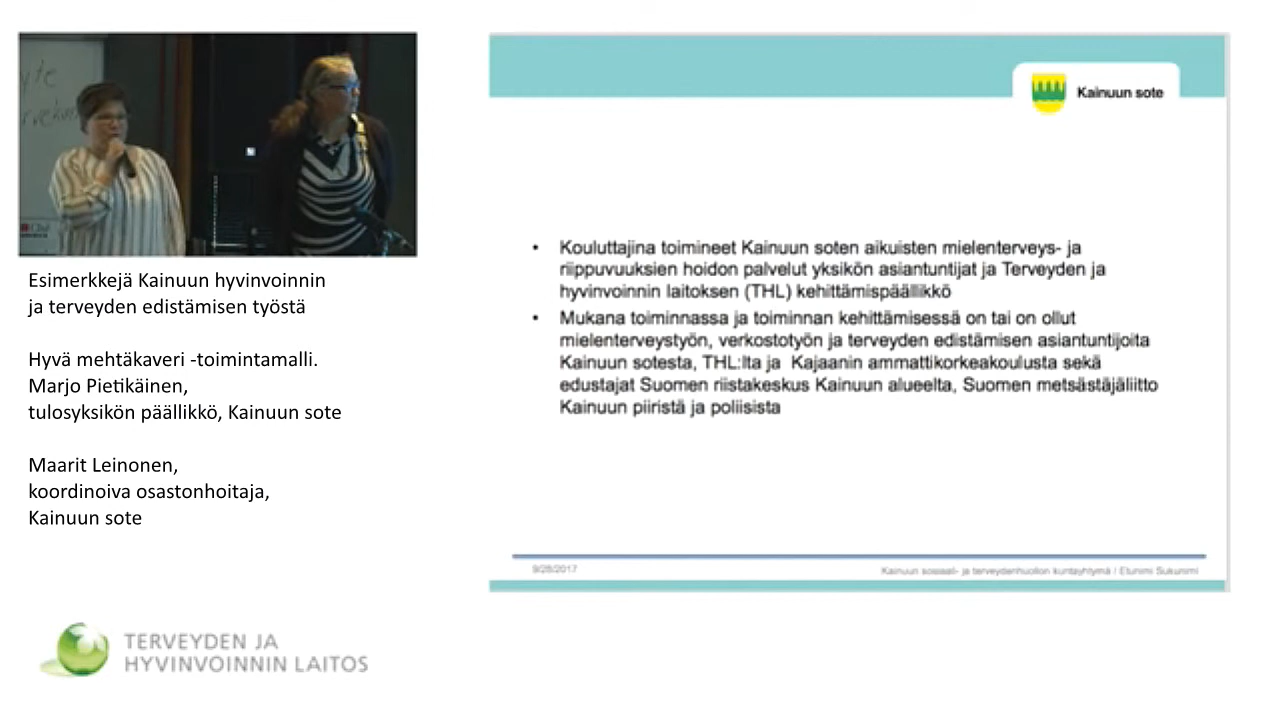 Esimerkkejä Kainuun hyvinvoinnin
ja terveyden edistämisen työstä
Hyvä mehtäkaveri -toimintamalli.
Marjo Pietikäinen,
tulosyksikön päällikkö, Kainuun sote
Maarit Leinonen,
koordinoiva osastonhoitaja,
Kainuun sote
TERVEYDEN JA
HYVINVOINNIN LAITOS
Kainuun sote
• Kouluttajina toimineet Kainuun soten aikuisten mielenterveys- ja
riippuvuuksien hoidon palvelut yksikön asiantuntijat ja Terveyden ja
hyvinvoinnin laitoksen (THL) kehittämispäällikkö
• Mukana toiminnassa ja toiminnan kehittämisessä on tai on ollut
mielenterveystyön, verkostotyön ja terveyden edistämisen asiantuntijoita
Kainuun sotesta, THL:lta ja Kajaanin ammattikorkeakoulusta sekä
edustajat Suomen riistakeskus Kainuun alueelta, Suomen metsästäjäliitto
Kainuun piiristä ja poliisista
9/28/2017
Kainuun sosiaali- ja terveydenhuollon kuntayhtymä / Etunimi Sukunimi